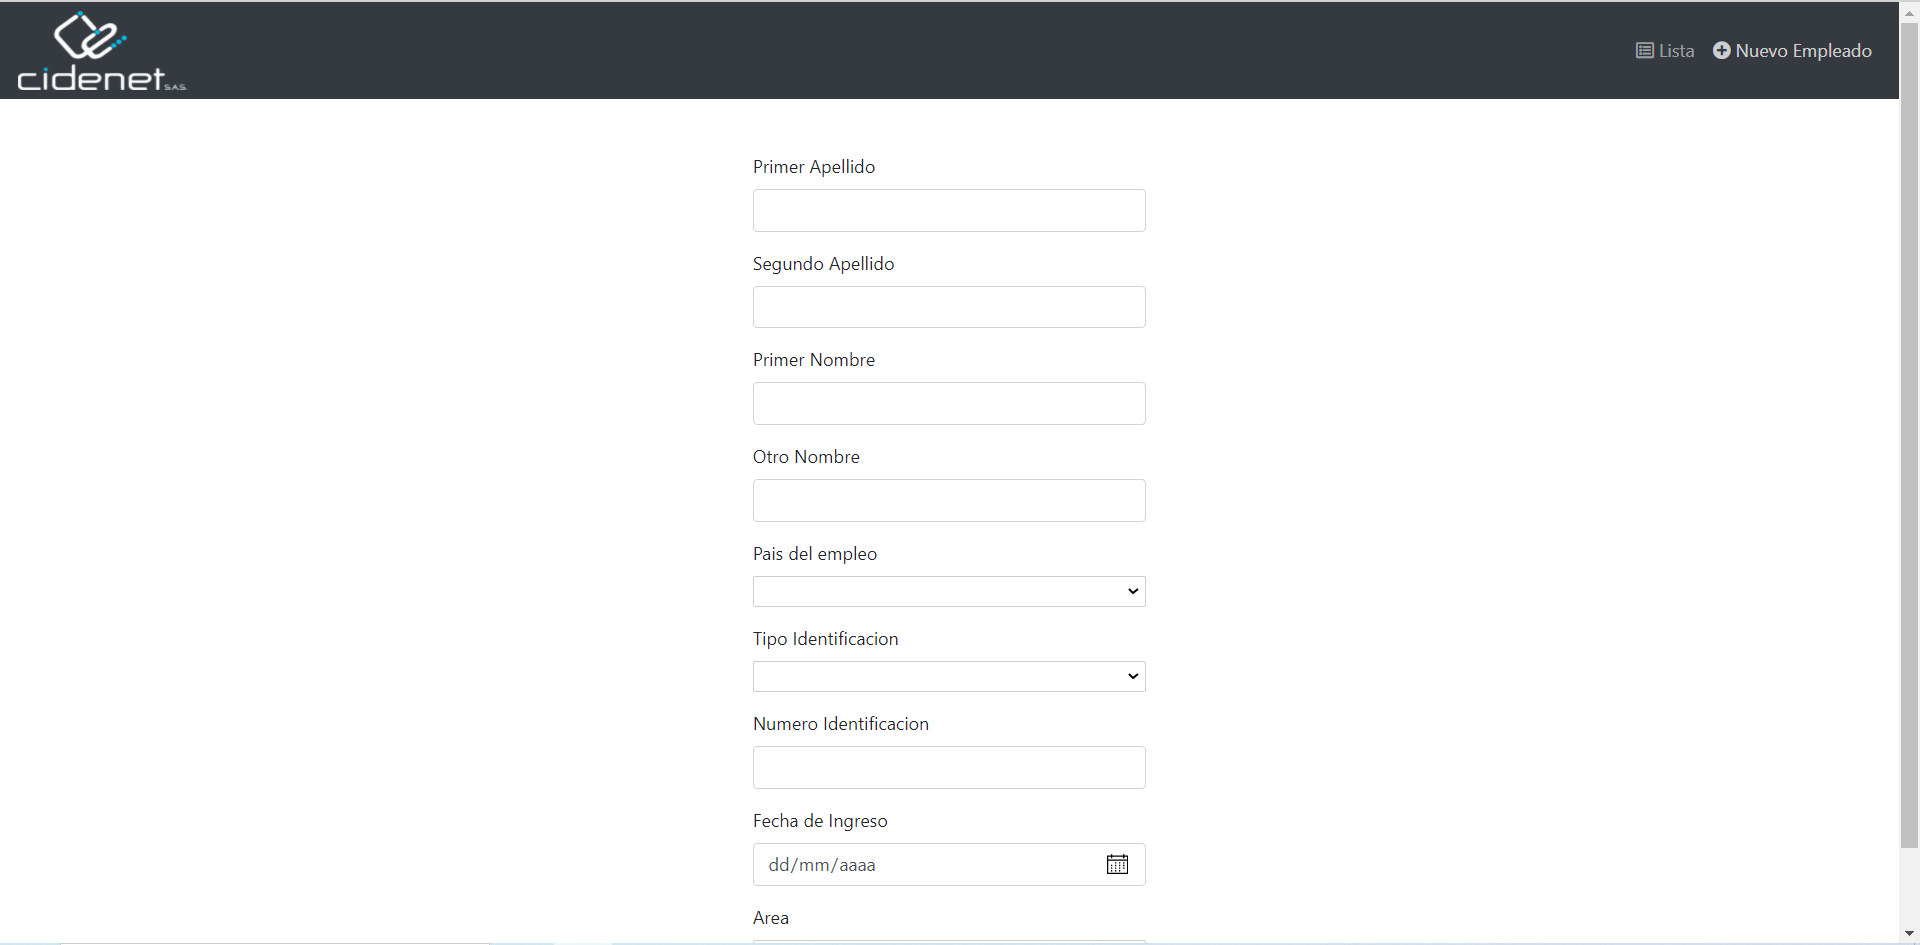 cidenet S.A.S.
Lista
Nuevo Empleado
Primer Apellido
Segundo Apellido
Primer Nombre
Otro Nombre
Pais del empleo
Tipo Identificacion
Numero Identificacion
Fecha de Ingreso
dd/mm/aaaa
Area